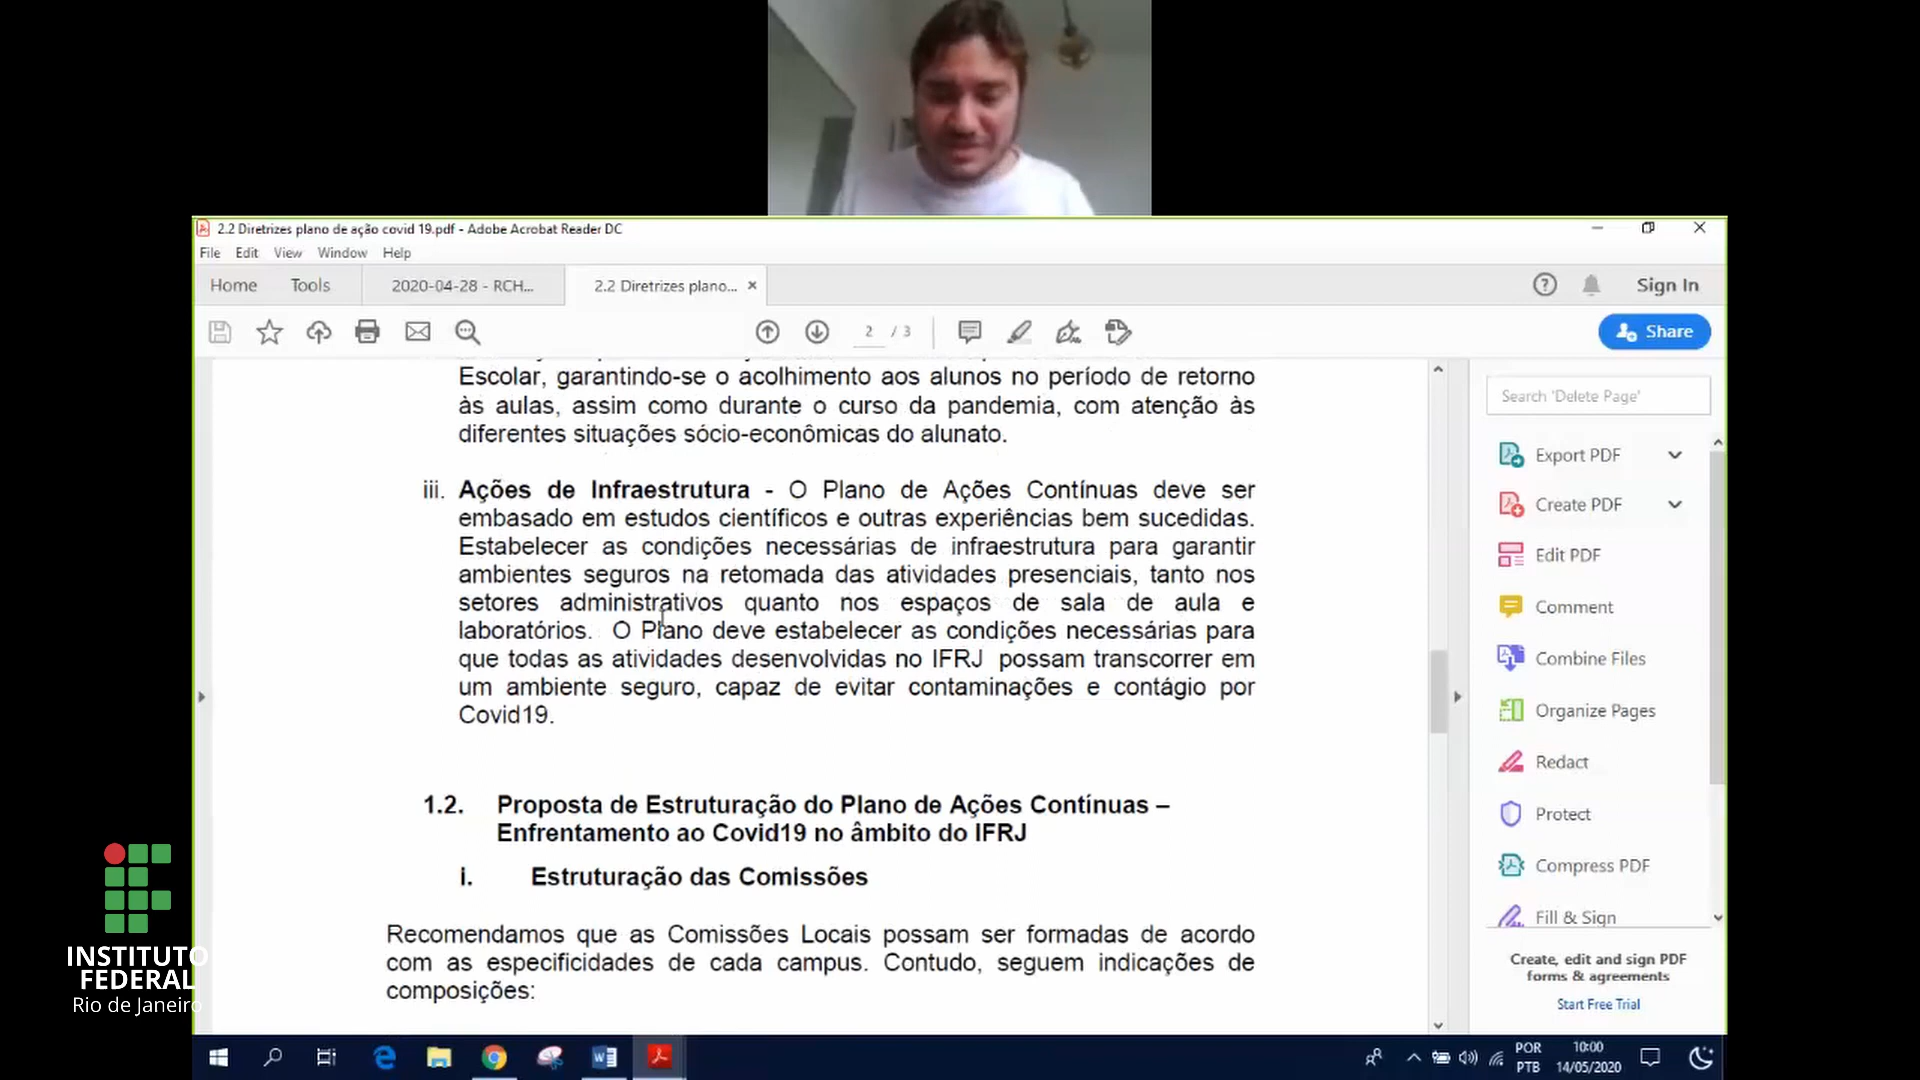 2.2 Diretrizes plano de ação covid 19.pdf - Adobe Acrobat Reader DC
File Edit View Window Help
Home Tools 2020-04-28 - RCH... 2.2 Diretrizes plano... × Sign In
2 / 3 Share
Escolar, garantindo-se o acolhimento aos alunos no período de retorno
às aulas, assim como durante o curso da pandemia, com atenção às
diferentes situações sócio-econômicas do alunato.
iii. Ações de Infraestrutura - O Plano de Ações Contínuas deve ser
embasado em estudos científicos e outras experiências bem sucedidas.
Estabelecer as condições necessárias de infraestrutura para garantir
ambientes seguros na retomada das atividades presenciais, tanto nos
setores administrativos quanto nos espaços de sala de aula e
laboratórios. O Plano deve estabelecer as condições necessárias para
que todas as atividades desenvolvidas no IFRJ possam transcorrer em
um ambiente seguro, capaz de evitar contaminações e contágio por
Covid19.
1.2. Proposta de Estruturação do Plano de Ações Contínuas –
Enfrentamento ao Covid19 no âmbito do IFRJ
i. Estruturação das Comissões
Recomendamos que as Comissões Locais possam ser formadas de acordo
com as especificidades de cada campus. Contudo, seguem indicações de
composições:
Search 'Delete Page'
Export PDF
Create PDF
Edit PDF
Comment
Combine Files
Organize Pages
Redact
Protect
Compress PDF
Fill & Sign
Create, edit and sign PDF
forms & agreements
Start Free Trial
INSTITUTO
FEDERAL
Rio de Janeiro
POR
PTB
10:00
14/05/2020